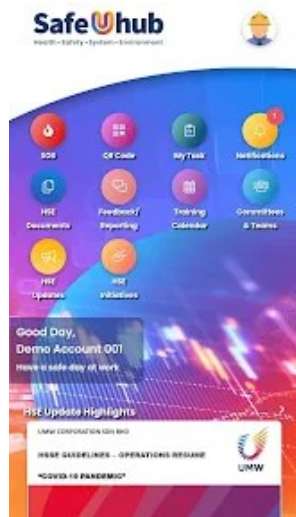 SafeUhub
Health-Safety-System-Environment
1
SOS
QR Code
My Task
Notifications
HSE
Documents
Feedback/
Reporting
Training
Calendar
Committees
& Teams
HSE
Updates
HSE
Initiatives
Good Day,
Demo Account 001
Have a safe day at work
HSE Update Highlights
UMW CORPORATION SDN BHD
HSSE GUIDELINES – OPERATIONS RESUME
"COVID-19 PANDEMIC"
UMW